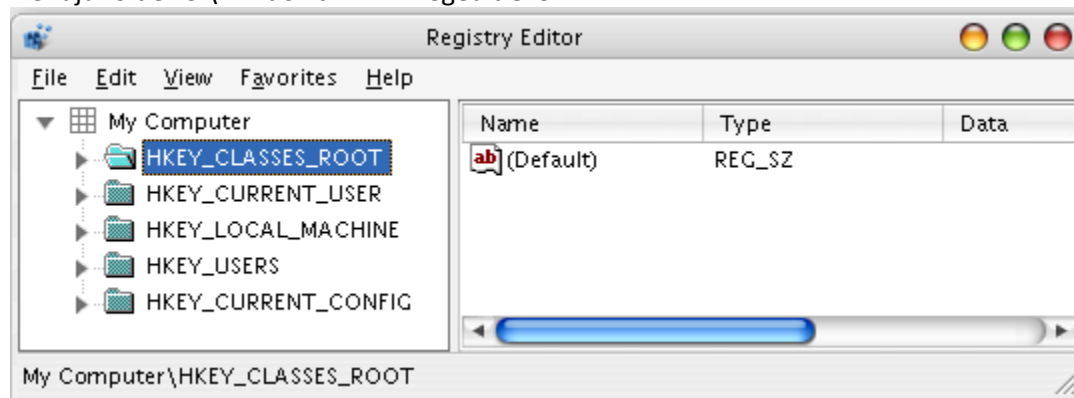 Registry Editor
File Edit View Favorites Help
My Computer
HKEY_CLASSES_ROOT
HKEY_CURRENT_USER
HKEY_LOCAL_MACHINE
HKEY_USERS
HKEY_CURRENT_CONFIG
Name Type Data
ab (Default) REG_SZ
My Computer\HKEY_CLASSES_ROOT